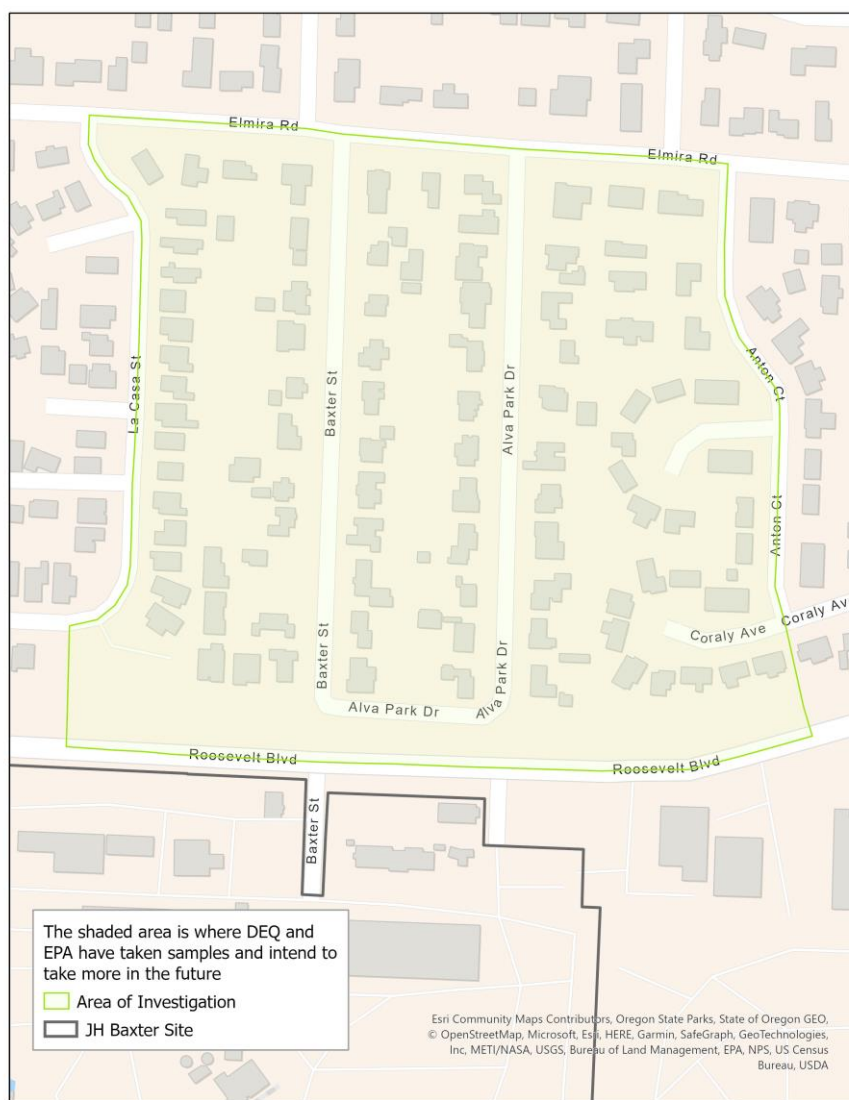 Elmira Rd
Elmira Rd
La Casa St
Baxter St
Alva Park Dr
Anton Ct
Anton Ct
Coraly Ave
Coraly Av
Baxter St
Alva Park Dr
Alva Park Dr
Roosevelt Blvd
Roosevelt Blvd
Baxter St
The shaded area is where DEQ and
EPA have taken samples and intend to
take more in the future
Area of Investigation
JH Baxter Site
Esri Community Maps Contributors, Oregon State Parks, State of Oregon GEO,
© OpenStreetMap, Microsoft, Esri, HERE, Garmin, SafeGraph, GeoTechnologies,
Inc, METI/NASA, USGS, Bureau of Land Management, EPA, NPS, US Census
Bureau, USDA